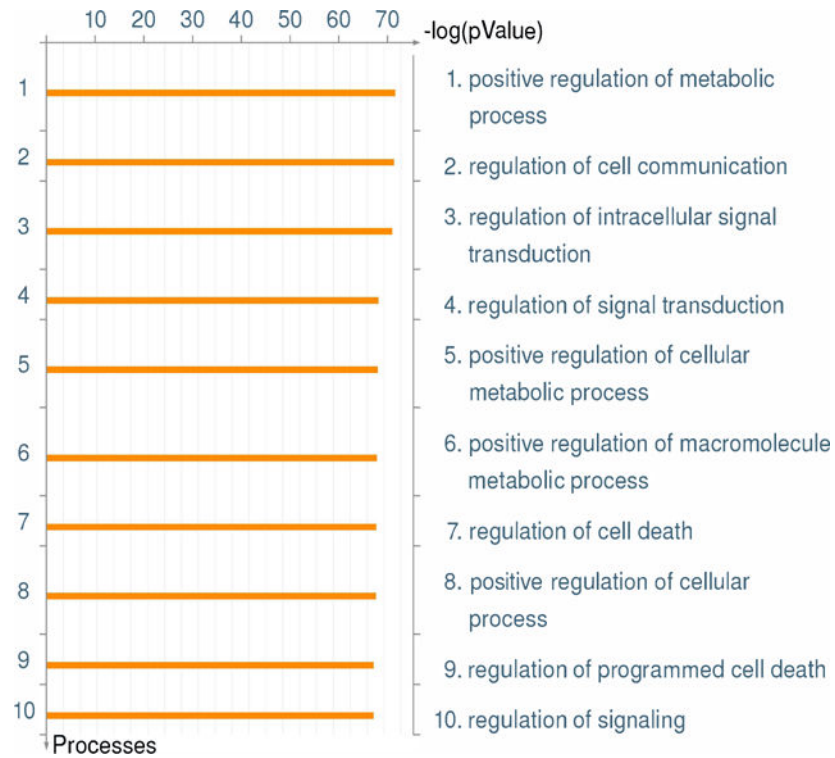 10 20 30 40 50 60 70
-log(pValue)
1
1. positive regulation of metabolic
process
2
2. regulation of cell communication
3
3. regulation of intracellular signal
transduction
4
4. regulation of signal transduction
5
5. positive regulation of cellular
metabolic process
6
6. positive regulation of macromolecule
metabolic process
7
7. regulation of cell death
8
8. positive regulation of cellular
process
9
9. regulation of programmed cell death
10
10. regulation of signaling
Processes